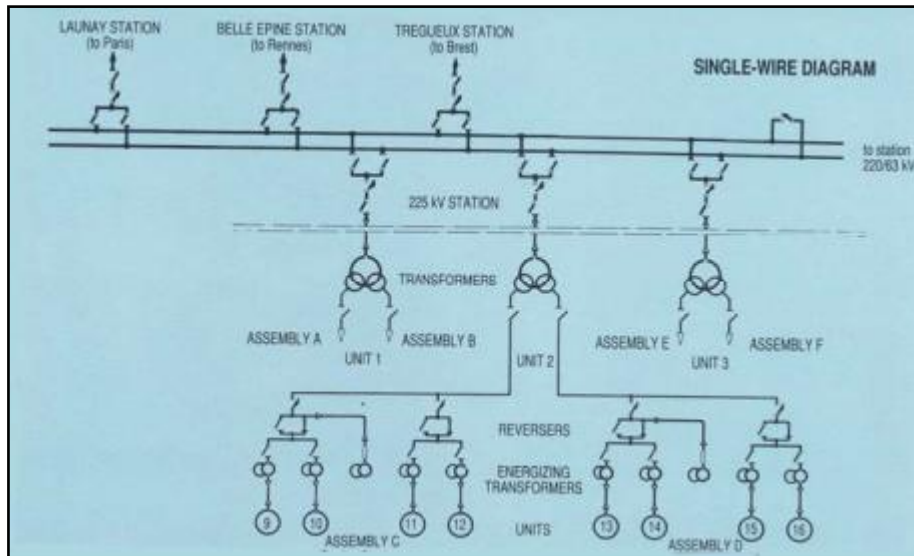 LAUNAY STATION
(to Paris)
BELLE EPINE STATION
(to Rennes)
TREGUEUX STATION
(to Brest)
SINGLE-WIRE DIAGRAM
to station
220/63 kV
225 kV STATION
TRANSFORMERS
ASSEMBLY A
ASSEMBLY B
UNIT 1
UNIT 2
ASSEMBLY E
ASSEMBLY F
UNIT 3
REVERSERS
ENERGIZING
TRANSFORMERS
UNITS
9
10
11
12
13
14
15
16
ASSEMBLY C
ASSEMBLY D